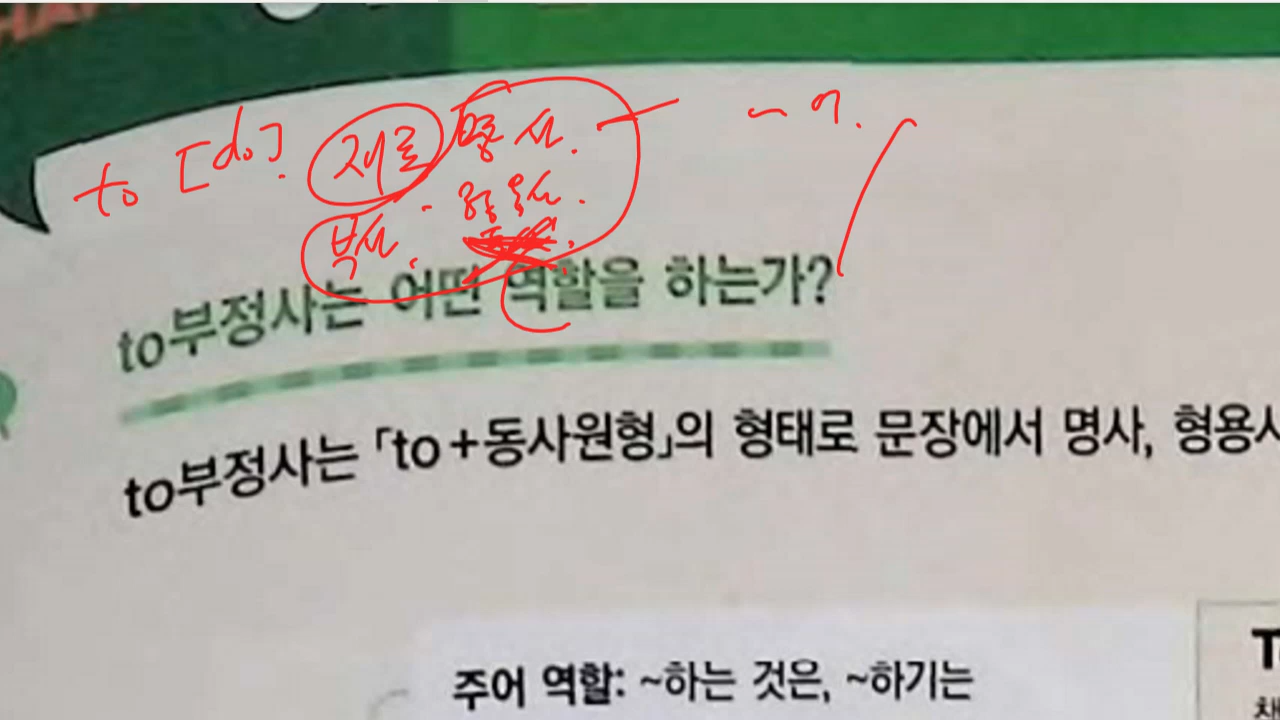 to [do]. 재료 명사.
부사. 형용사.
to부정사는 어떤 역할을 하는가?
to부정사는 「to+동사원형」의 형태로 문장에서 명사, 형용사
주어 역할: ~하는 것은, ~하기는